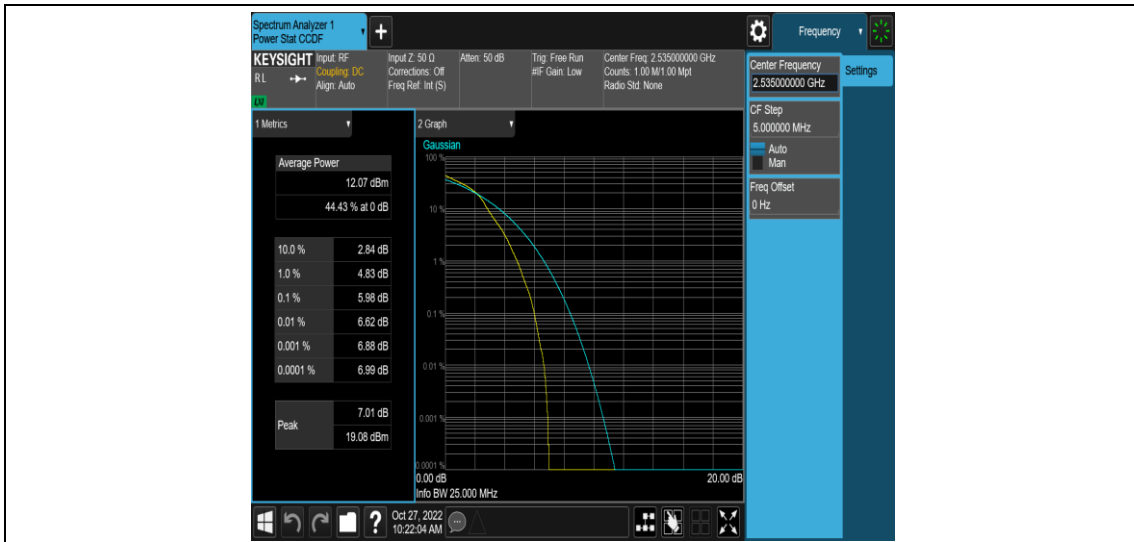 Spectrum Analyzer 1
Power Stat CCDF
Frequency
KEYSIGHT
RL
LXI
Input: RF
Coupling: DC
Align: Auto
Input Z: 50 Ω
Corrections: Off
Freq Ref: Int (S)
Atten: 50 dB
Trig: Free Run
#IF Gain: Low
Center Freq: 2.535000000 GHz
Counts: 1.00 M/1.00 Mpt
Radio Std: None
Center Frequency
2.535000000 GHz
Settings
CF Step
5.000000 MHz
Auto
Man
Freq Offset
0 Hz
1 Metrics
Average Power
12.07 dBm
44.43 % at 0 dB
10.0 % 2.84 dB
1.0 % 4.83 dB
0.1 % 5.98 dB
0.01 % 6.62 dB
0.001 % 6.88 dB
0.0001 % 6.99 dB
Peak
7.01 dB
19.08 dBm
2 Graph
Gaussian
100 %
10 %
1 %
0.1 %
0.01 %
0.001 %
0.0001 %
0.00 dB 20.00 dB
Info BW 25.000 MHz
?
Oct 27, 2022
10:22:04 AM